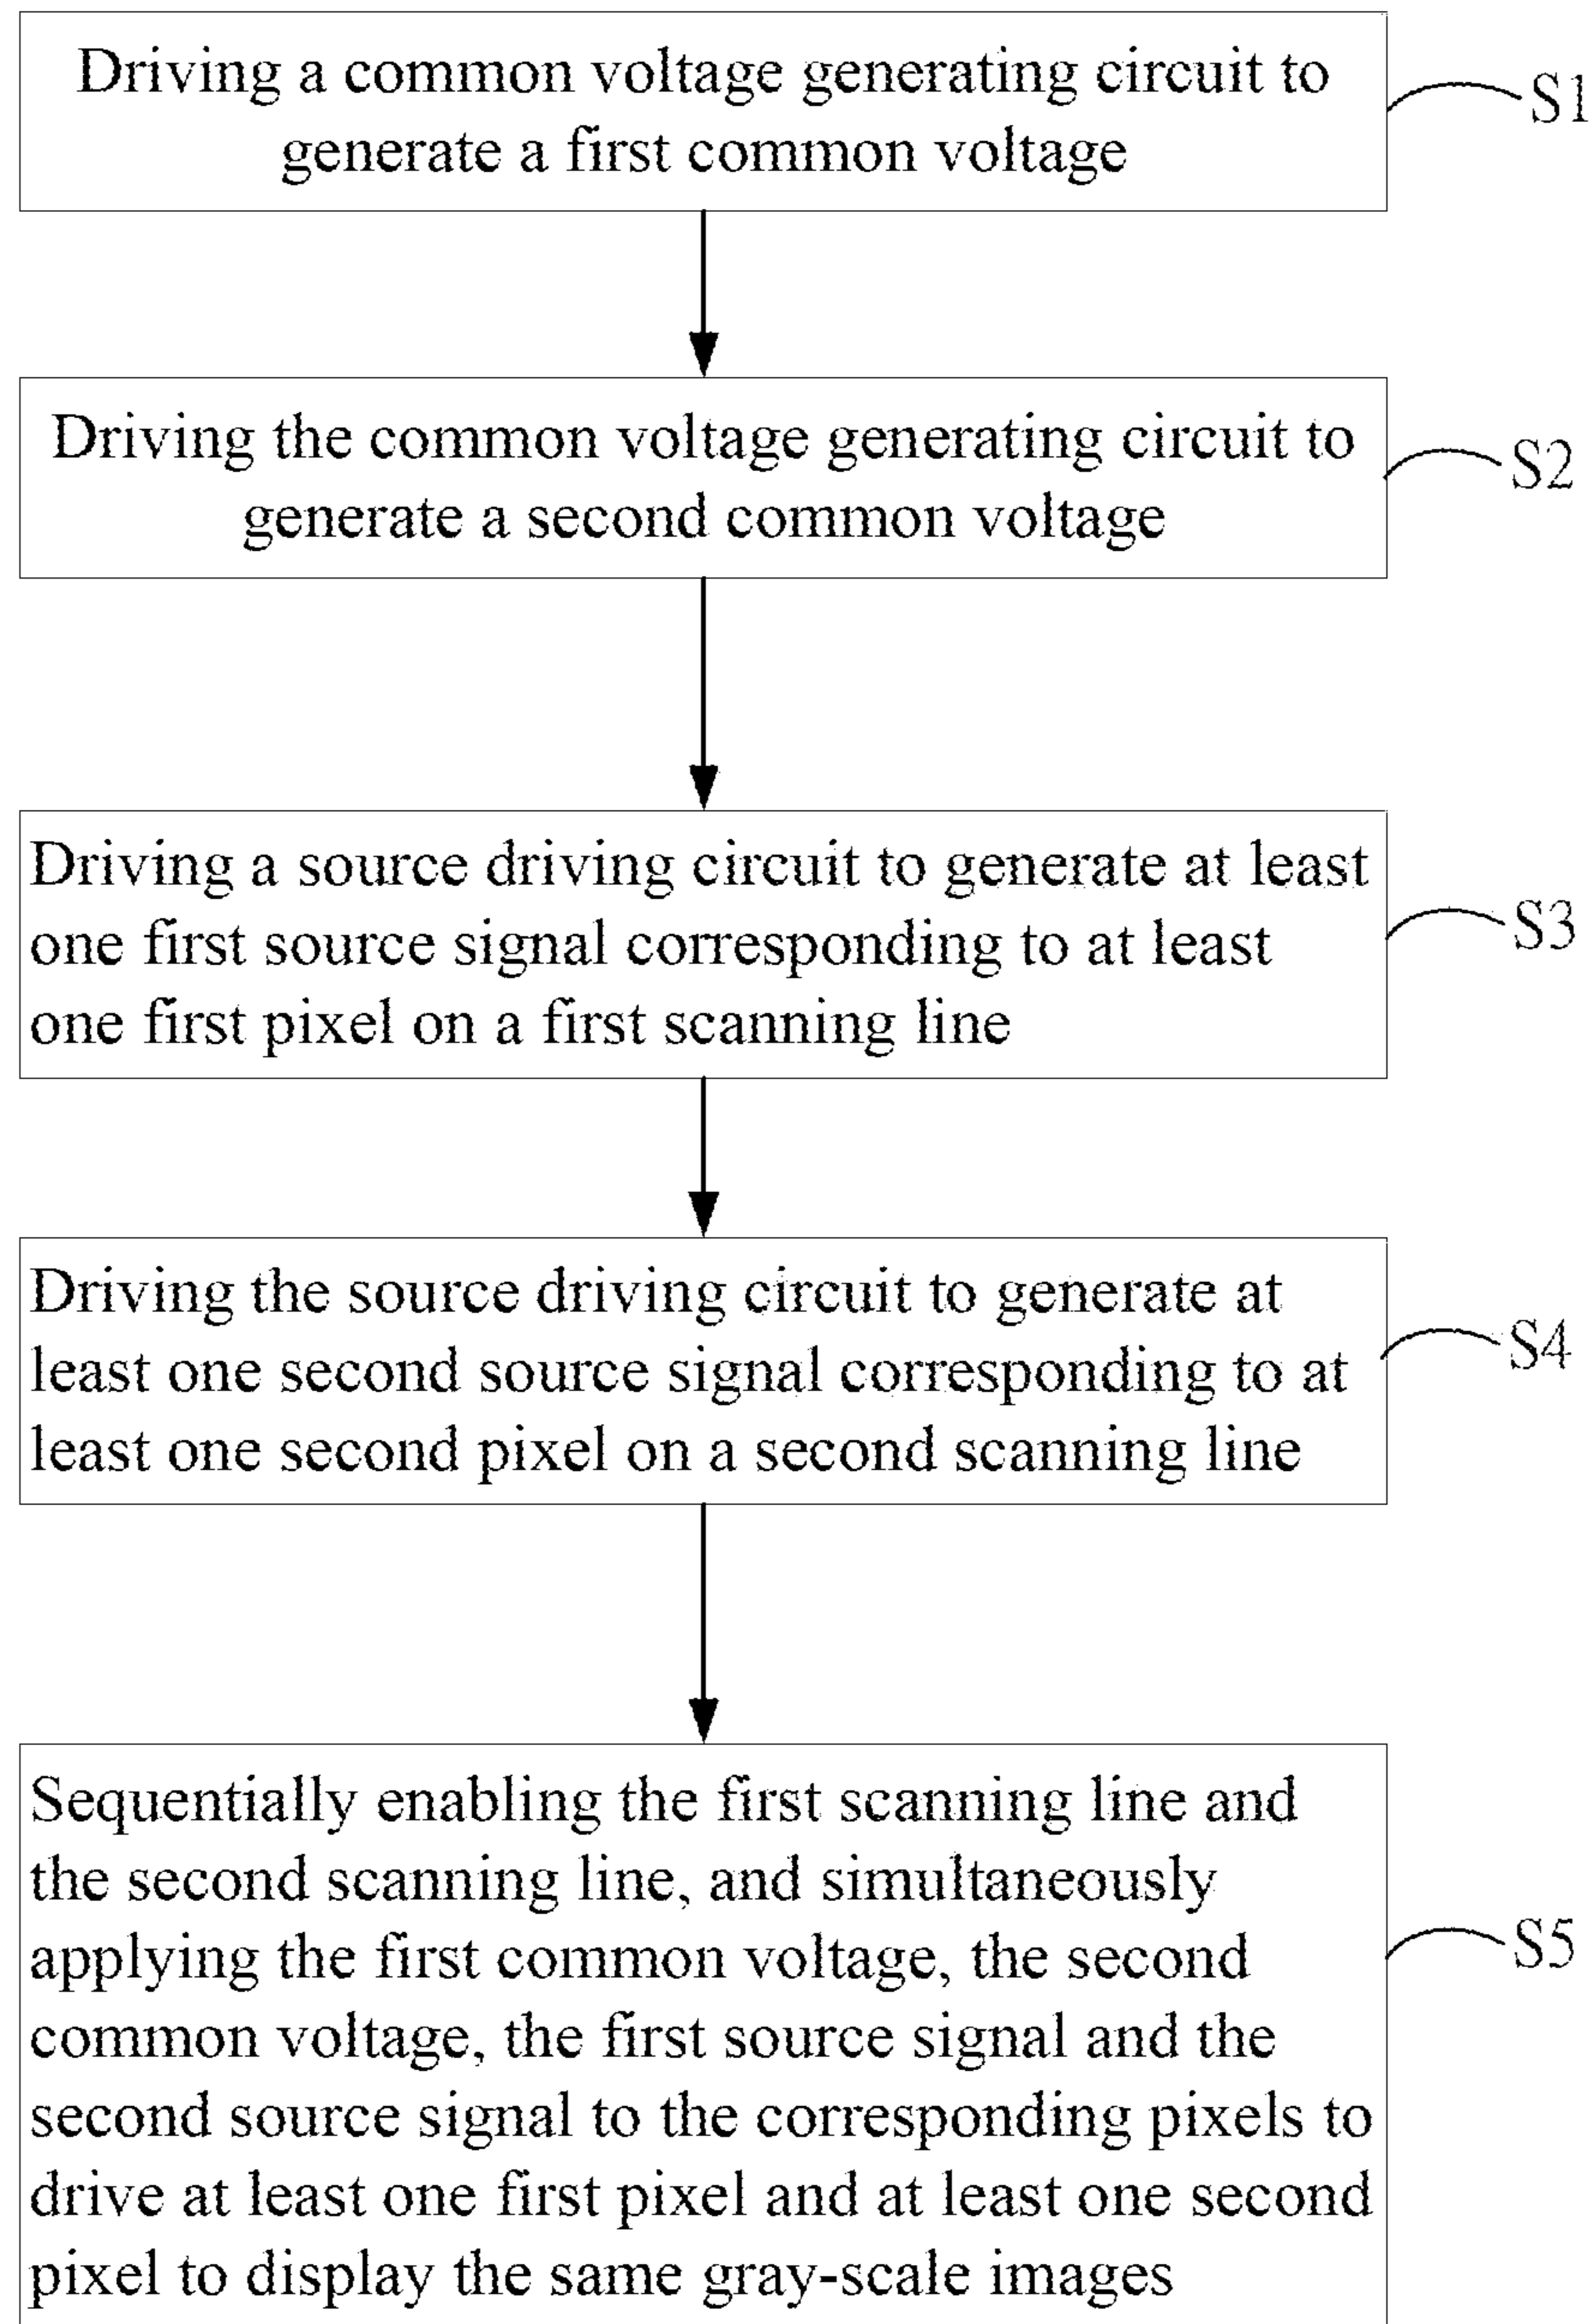 Driving a common voltage generating circuit to
generate a first common voltage
S1
Driving the common voltage generating circuit to
generate a second common voltage
S2
Driving a source driving circuit to generate at least
one first source signal corresponding to at least
one first pixel on a first scanning line
S3
Driving the source driving circuit to generate at
least one second source signal corresponding to at
least one second pixel on a second scanning line
S4
Sequentially enabling the first scanning line and
the second scanning line, and simultaneously
applying the first common voltage, the second
common voltage, the first source signal and the
second source signal to the corresponding pixels to
drive at least one first pixel and at least one second
pixel to display the same gray-scale images
S5